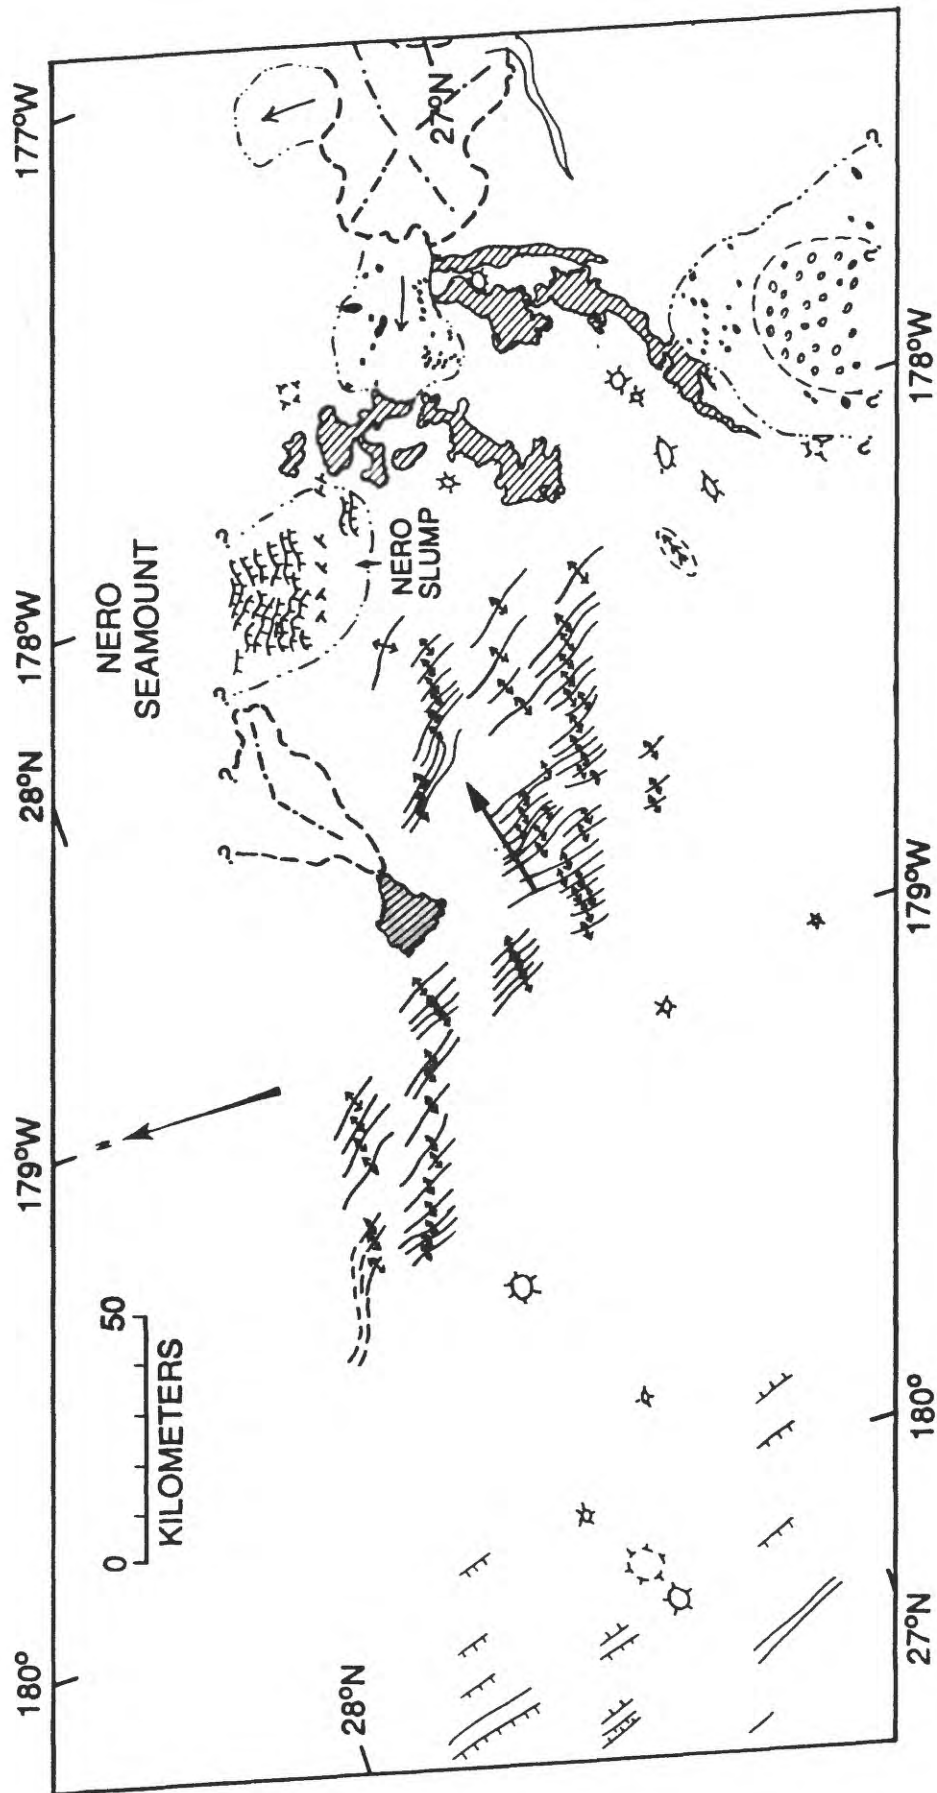 180°
179°W
28°N
178°W
177°W
0 50
KILOMETERS
NERO
SEAMOUNT
28°N
NERO
SLUMP
27°N
?
?
?
?
?
?
N
27°N
180°
179°W
178°W